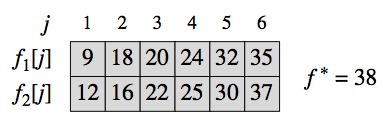 j 1 2 3 4 5 6
f₁[j] 9 18 20 24 32 35
f₂[j] 12 16 22 25 30 37
f* = 38